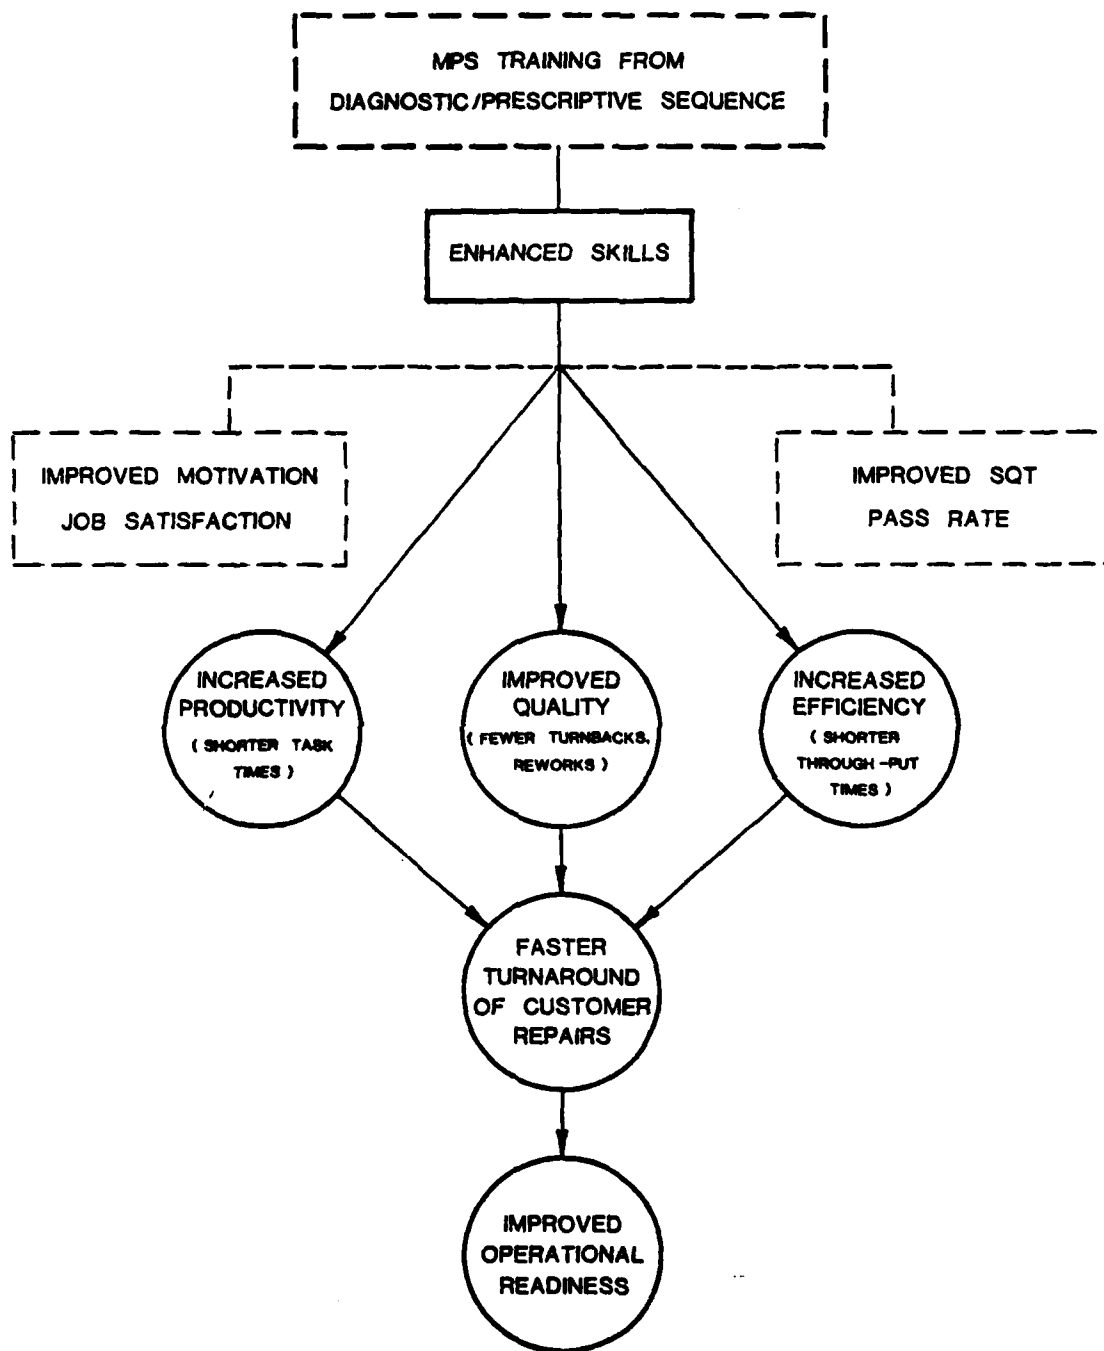 MPS TRAINING FROM
DIAGNOSTIC/PRESCRIPTIVE SEQUENCE
ENHANCED SKILLS
IMPROVED MOTIVATION
JOB SATISFACTION
IMPROVED SQT
PASS RATE
INCREASED
PRODUCTIVITY
( SHORTER TASK
TIMES )
IMPROVED
QUALITY
( FEWER TURNBACKS,
REWORKS )
INCREASED
EFFICIENCY
( SHORTER
THROUGH-PUT
TIMES )
FASTER
TURNAROUND
OF CUSTOMER
REPAIRS
IMPROVED
OPERATIONAL
READINESS